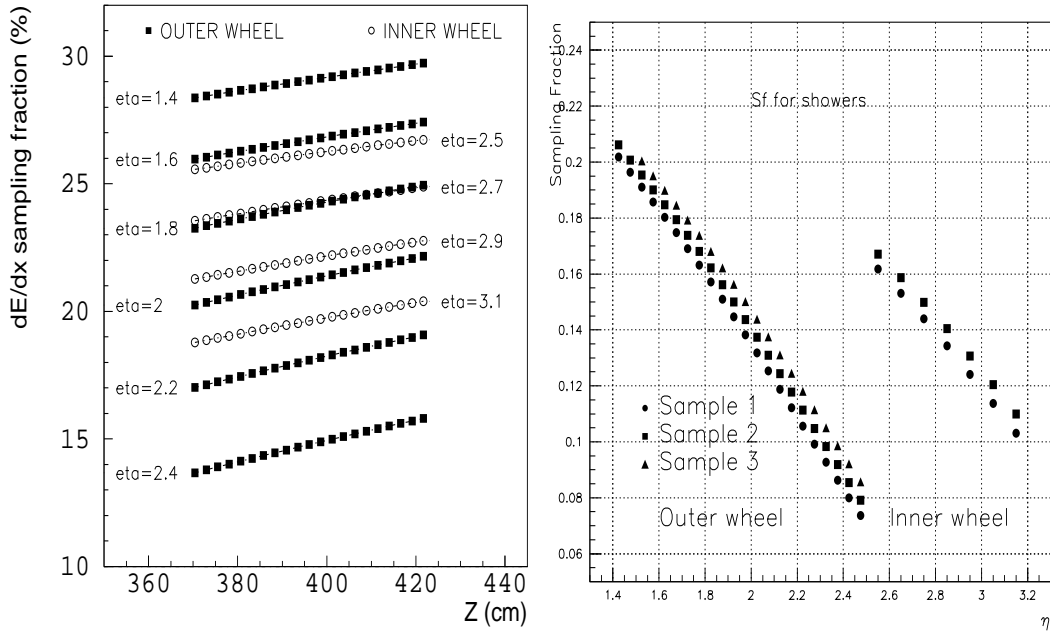 dE/dx sampling fraction (%)
OUTER WHEEL
INNER WHEEL
30
25
20
15
10
eta=1.4
eta=1.6
eta=1.8
eta=2
eta=2.2
eta=2.4
eta=2.5
eta=2.7
eta=2.9
eta=3.1
360
380
400
420
440
Z (cm)
Sampling Fraction
0.24
0.22
0.2
0.18
0.16
0.14
0.12
0.1
0.08
0.06
Sf for showers
Sample 1
Sample 2
Sample 3
Outer wheel
Inner wheel
1.4
1.6
1.8
2
2.2
2.4
2.6
2.8
3
3.2
η